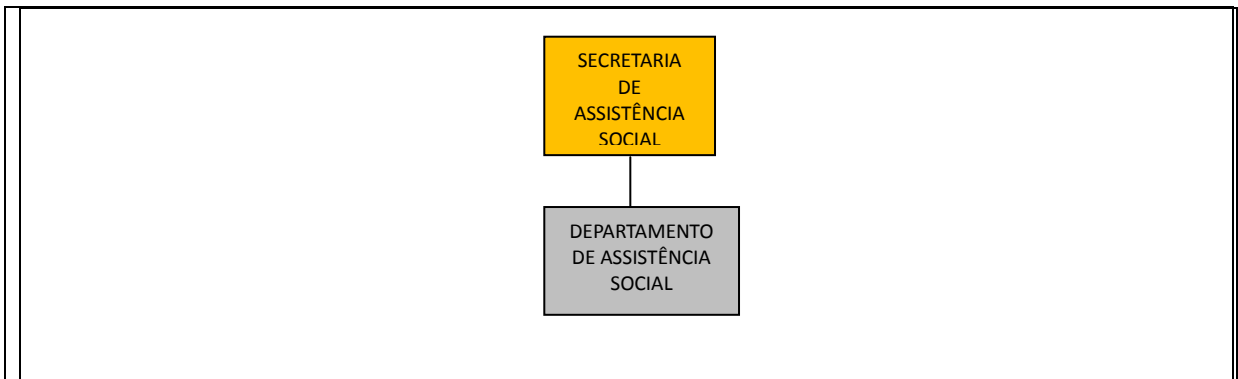 SECRETARIA
DE
ASSISTÊNCIA
SOCIAL
DEPARTAMENTO
DE ASSISTÊNCIA
SOCIAL